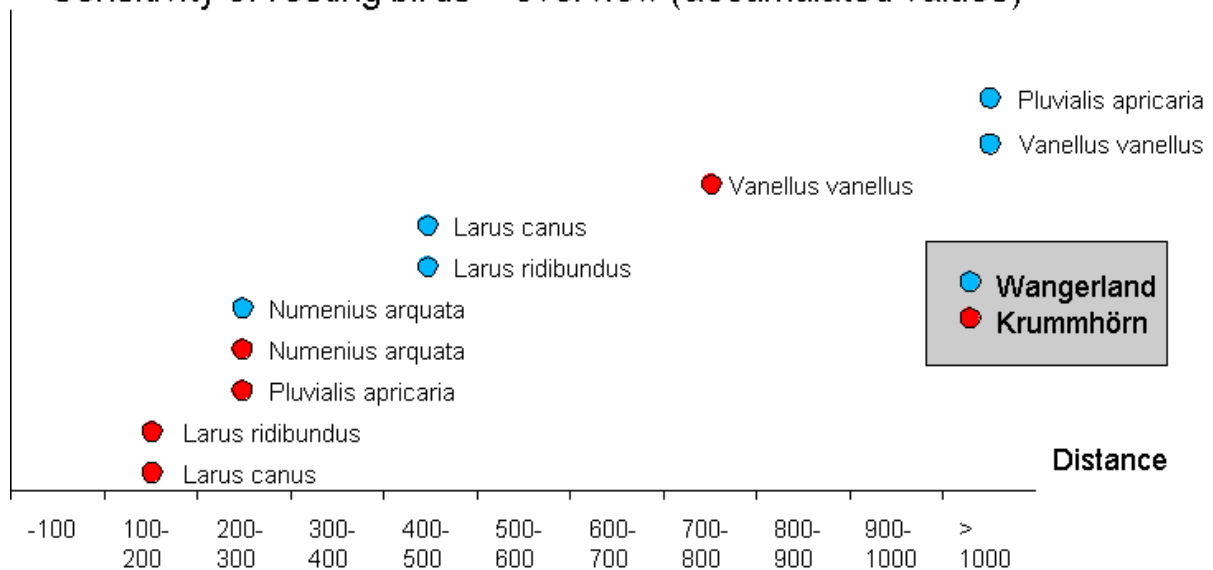 Pluvialis apricaria
Vanellus vanellus
Vanellus vanellus
Larus canus
Larus ridibundus
Numenius arquata
Numenius arquata
Pluvialis apricaria
Larus ridibundus
Larus canus
Wangerland
Krummhörn
Distance
-100 100- 200- 300- 400- 500- 600- 700- 800- 900- >
200 300 400 500 600 700 800 900 1000 1000